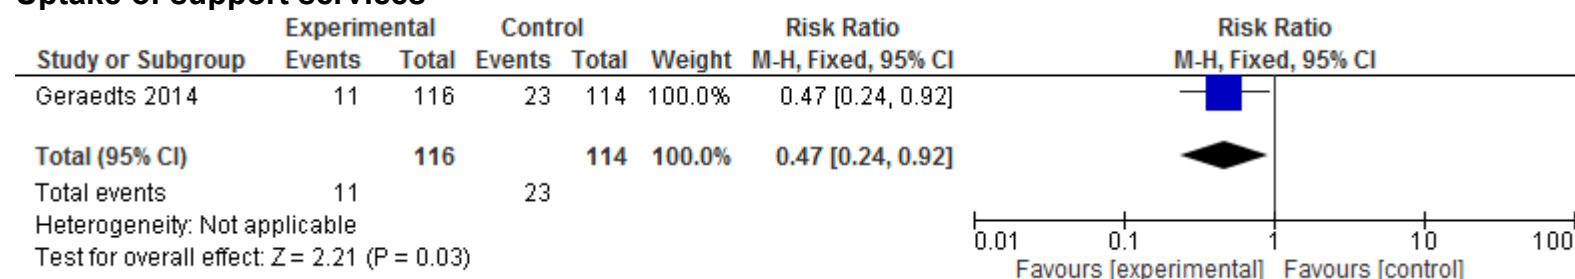 Uptake of support services
Experimental Control Risk Ratio Risk Ratio
Study or Subgroup Events Total Events Total Weight M-H, Fixed, 95% CI M-H, Fixed, 95% CI
Geraedts 2014 11 116 23 114 100.0% 0.47 [0.24, 0.92]
Total (95% CI) 116 114 100.0% 0.47 [0.24, 0.92]
Total events 11 23
Heterogeneity: Not applicable
Test for overall effect: Z = 2.21 (P = 0.03)
0.01 0.1 1 10 100
Favours [experimental] Favours [control]